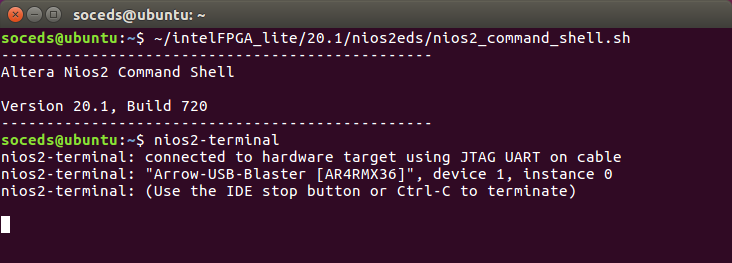 soceds@ubuntu: ~
soceds@ubuntu:~$ ~/intelFPGA_lite/20.1/nios2eds/nios2_command_shell.sh
------------------------------------------------
Altera Nios2 Command Shell
Version 20.1, Build 720
------------------------------------------------
soceds@ubuntu:~$ nios2-terminal
nios2-terminal: connected to hardware target using JTAG UART on cable
nios2-terminal: "Arrow-USB-Blaster [AR4RMX36]", device 1, instance 0
nios2-terminal: (Use the IDE stop button or Ctrl-C to terminate)